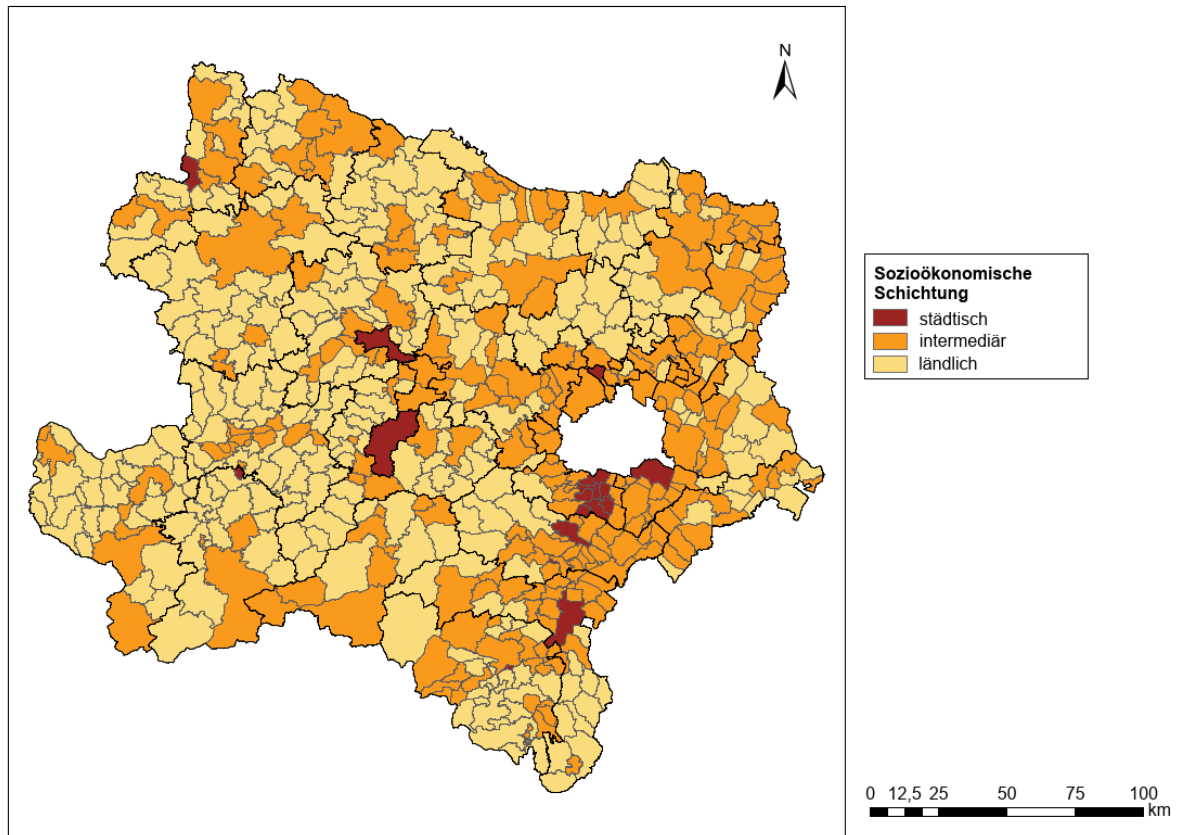 N
Sozioökonomische
Schichtung
städtisch
intermediär
ländlich
0 12,5 25 50 75 100
km